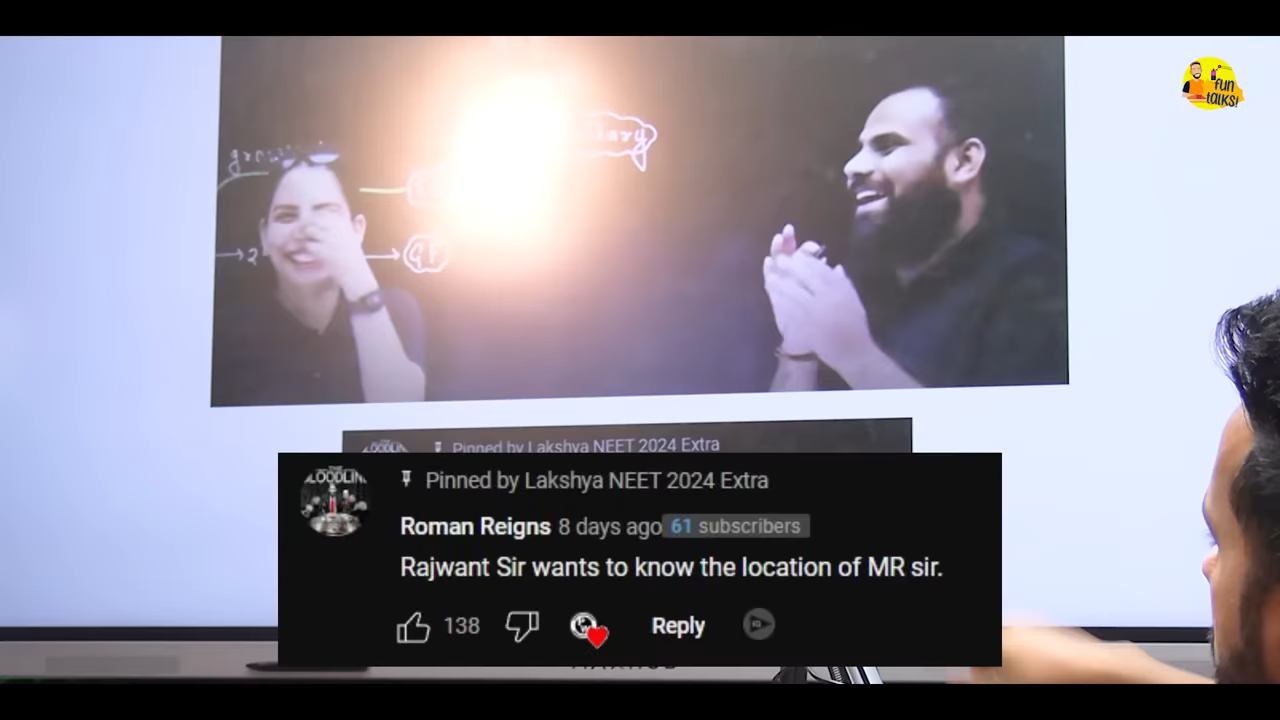 fun
talks!
Pinned by Lakshya NEET 2024 Extra
Pinned by Lakshya NEET 2024 Extra
Roman Reigns 8 days ago 61 subscribers
Rajwant Sir wants to know the location of MR sir.
138
Reply